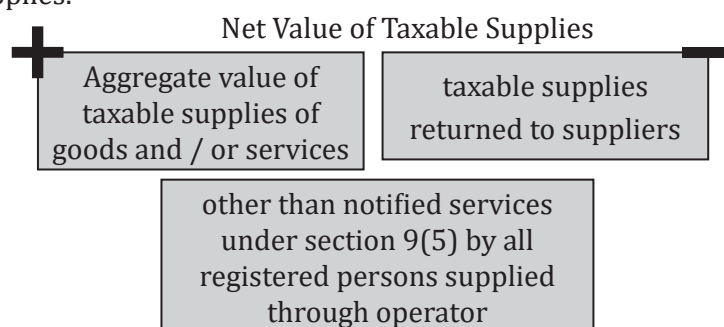 Net Value of Taxable Supplies
+
Aggregate value of
taxable supplies of
goods and / or services
−
taxable supplies
returned to suppliers
other than notified services
under section 9(5) by all
registered persons supplied
through operator